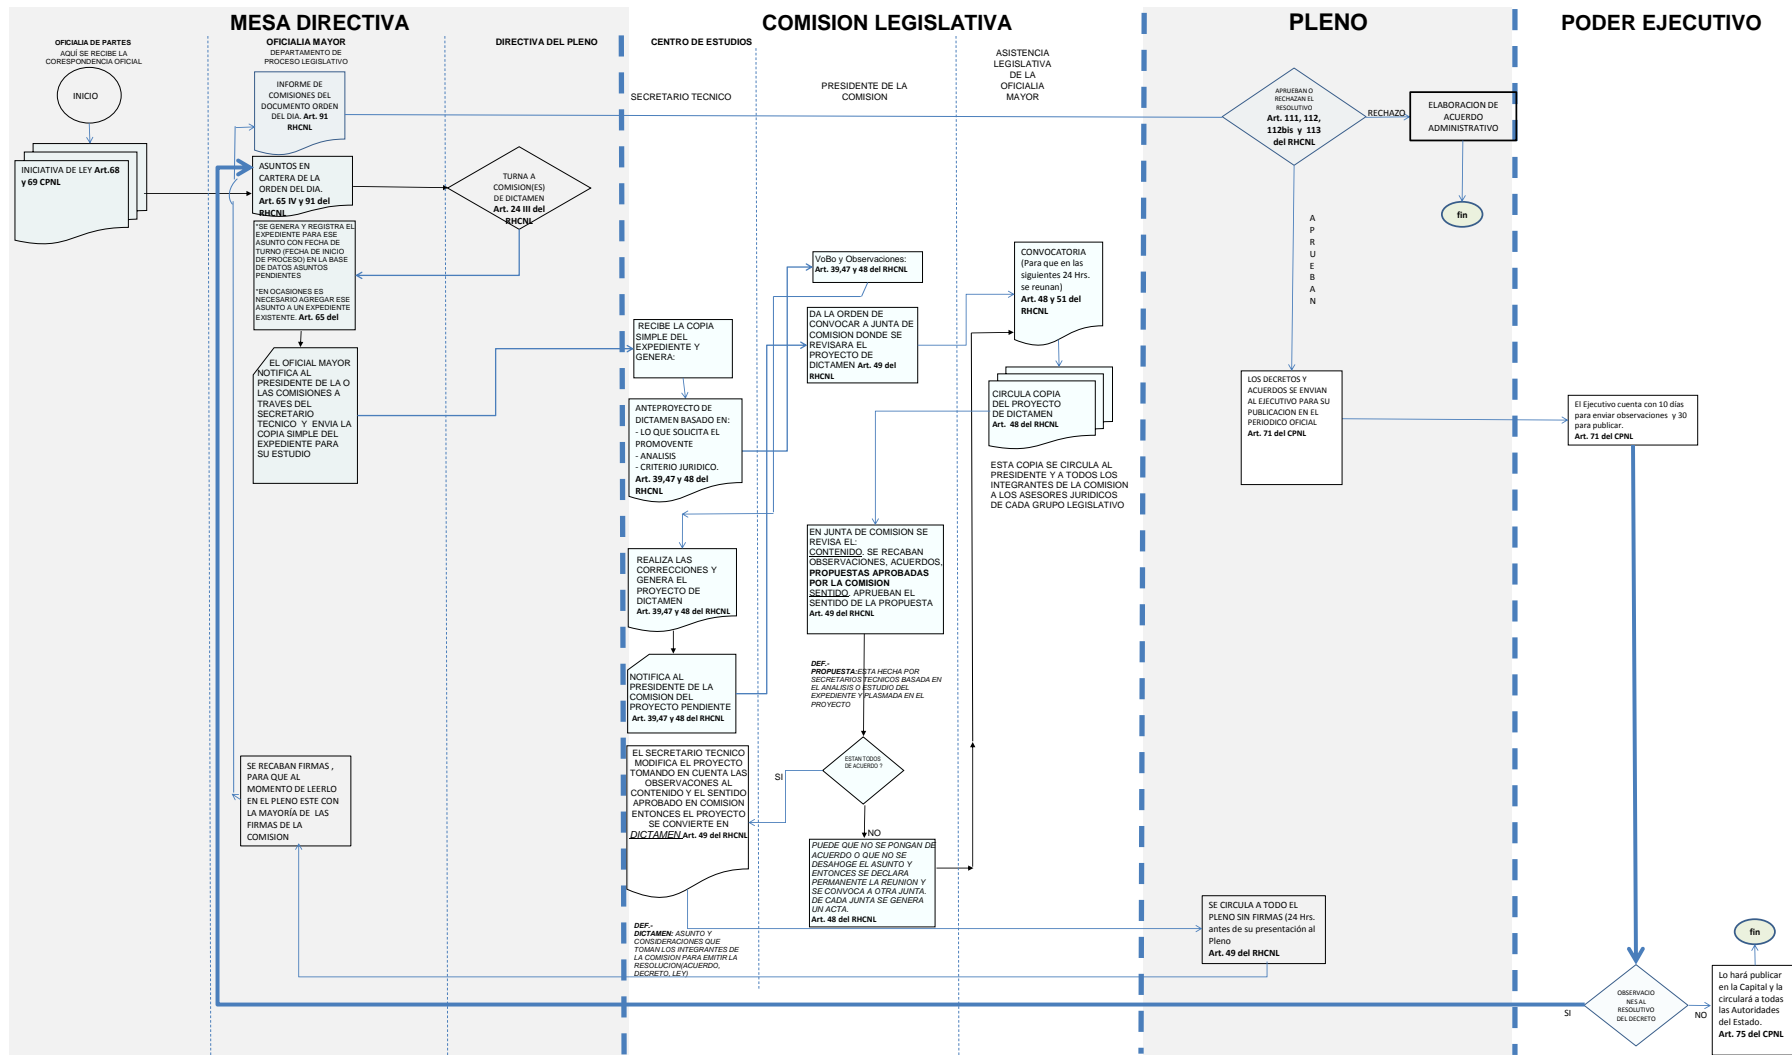 MESA DIRECTIVA
COMISION LEGISLATIVA
PLENO
PODER EJECUTIVO
OFICIALIA DE PARTES
AQUÍ SE RECIBE LA
CORESPONDENCIA OFICIAL
OFICIALIA MAYOR
DEPARTAMENTO DE
PROCESO LEGISLATIVO
DIRECTIVA DEL PLENO
CENTRO DE ESTUDIOS
SECRETARIO TECNICO
PRESIDENTE DE LA
COMISION
ASISTENCIA
LEGISLATIVA
DE LA
OFICIALIA
MAYOR
INICIO
INICIATIVA DE LEY Art.68
y 69 CPNL
INFORME DE
COMISIONES DEL
DOCUMENTO ORDEN
DEL DIA. Art. 91
RHCNL
ASUNTOS EN
CARTERA DE LA
ORDEN DEL DIA.
Art. 65 IV y 91 del
RHCNL
TURNA A
COMISION(ES)
DE DICTAMEN
Art. 24 III del
RHCNL
*SE GENERA Y REGISTRA EL
EXPEDIENTE PARA ESE
ASUNTO CON FECHA DE
TURNO (FECHA DE INICIO
DE PROCESO) EN LA BASE
DE DATOS ASUNTOS
PENDIENTES
*EN OCASIONES ES
NECESARIO AGREGAR ESE
ASUNTO A UN EXPEDIENTE
EXISTENTE. Art. 65 del
EL OFICIAL MAYOR
NOTIFICA AL
PRESIDENTE DE LA O
LAS COMISIONES A
TRAVES DEL
SECRETARIO
TECNICO Y ENVIA LA
COPIA SIMPLE DEL
EXPEDIENTE PARA
SU ESTUDIO
SE RECABAN FIRMAS ,
PARA QUE AL
MOMENTO DE LEERLO
EN EL PLENO ESTE CON
LA MAYORÍA DE LAS
FIRMAS DE LA
COMISION
RECIBE LA COPIA
SIMPLE DEL
EXPEDIENTE Y
GENERA:
ANTEPROYECTO DE
DICTAMEN BASADO EN:
- LO QUE SOLICITA EL
PROMOVENTE
- ANALISIS
- CRITERIO JURIDICO.
Art. 39,47 y 48 del
RHCNL
REALIZA LAS
CORRECCIONES Y
GENERA EL
PROYECTO DE
DICTAMEN
Art. 39,47 y 48 del RHCNL
NOTIFICA AL
PRESIDENTE DE LA
COMISION DEL
PROYECTO PENDIENTE
Art. 39,47 y 48 del RHCNL
EL SECRETARIO TECNICO
MODIFICA EL PROYECTO
TOMANDO EN CUENTA LAS
OBSERVACONES AL
CONTENIDO Y EL SENTIDO
APROBADO EN COMISION
ENTONCES EL PROYECTO
SE CONVIERTE EN
DICTAMEN Art. 49 del RHCNL
DEF.-
DICTAMEN: ASUNTO Y
CONSIDERACIONES QUE
TOMAN LOS INTEGRANTES DE
LA COMISION PARA EMITIR LA
RESOLUCION(ACUERDO,
DECRETO, LEY)
VoBo y Observaciones:
Art. 39,47 y 48 del RHCNL
DA LA ORDEN DE
CONVOCAR A JUNTA DE
COMISION DONDE SE
REVISARA EL
PROYECTO DE
DICTAMEN Art. 49 del
RHCNL
EN JUNTA DE COMISION SE
REVISA EL:
CONTENIDO. SE RECABAN
OBSERVACIONES, ACUERDOS,
PROPUESTAS APROBADAS
POR LA COMISION
SENTIDO. APRUEBAN EL
SENTIDO DE LA PROPUESTA
Art. 49 del RHCNL
DEF.-
PROPUESTA:ESTA HECHA POR
SECRETARIOS TECNICOS BASADA EN
EL ANALISIS O ESTUDIO DEL
EXPEDIENTE Y PLASMADA EN EL
PROYECTO
ESTAN TODOS
DE ACUERDO ?
SI
NO
PUEDE QUE NO SE PONGAN DE
ACUERDO O QUE NO SE
DESAHOGE EL ASUNTO Y
ENTONCES SE DECLARA
PERMANENTE LA REUNION Y
SE CONVOCA A OTRA JUNTA.
DE CADA JUNTA SE GENERA
UN ACTA.
Art. 48 del RHCNL
CONVOCATORIA
(Para que en las
siguientes 24 Hrs.
se reunan)
Art. 48 y 51 del
RHCNL
CIRCULA COPIA
DEL PROYECTO
DE DICTAMEN
Art. 48 del RHCNL
ESTA COPIA SE CIRCULA AL
PRESIDENTE Y A TODOS LOS
INTEGRANTES DE LA COMISION
A LOS ASESORES JURIDICOS
DE CADA GRUPO LEGISLATIVO
APRUEBAN O
RECHAZAN EL
RESOLUTIVO
Art. 111, 112,
112bis y 113
del RHCNL
RECHAZO
ELABORACION DE
ACUERDO
ADMINISTRATIVO
fin
A
P
R
U
E
B
A
N
LOS DECRETOS Y
ACUERDOS SE ENVIAN
AL EJECUTIVO PARA SU
PUBLICACION EN EL
PERIODICO OFICIAL
Art. 71 del CPNL
SE CIRCULA A TODO EL
PLENO SIN FIRMAS (24 Hrs.
antes de su presentación al
Pleno
Art. 49 del RHCNL
El Ejecutivo cuenta con 10 días
para enviar observaciones y 30
para publicar.
Art. 71 del CPNL
OBSERVACIO
NES AL
RESOLUTIVO
DEL DECRETO
SI
NO
fin
Lo hará publicar
en la Capital y la
circulará a todas
las Autoridades
del Estado.
Art. 75 del CPNL